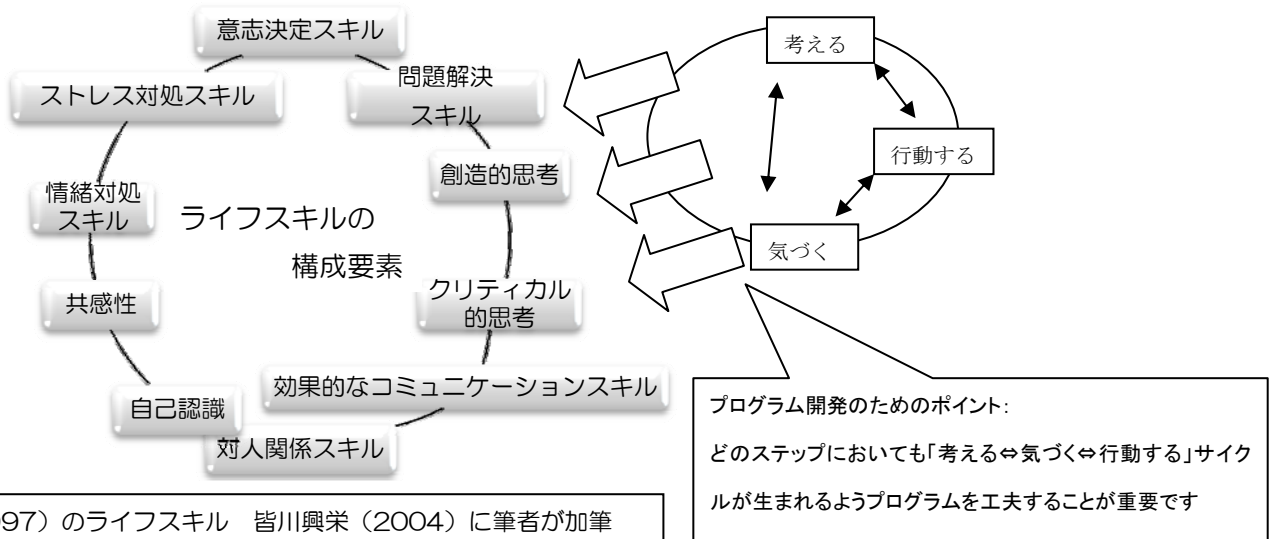 意志決定スキル
問題解決
スキル
創造的思考
クリティカル
的思考
効果的なコミュニケーションスキル
対人関係スキル
自己認識
共感性
情緒対処
スキル
ストレス対処スキル
ライフスキルの
構成要素
考える
行動する
気づく
プログラム開発のためのポイント:
どのステップにおいても「考える⇔気づく⇔行動する」サイク
ルが生まれるようプログラムを工夫することが重要です
97）のライフスキル　皆川興栄（2004）に筆者が加筆